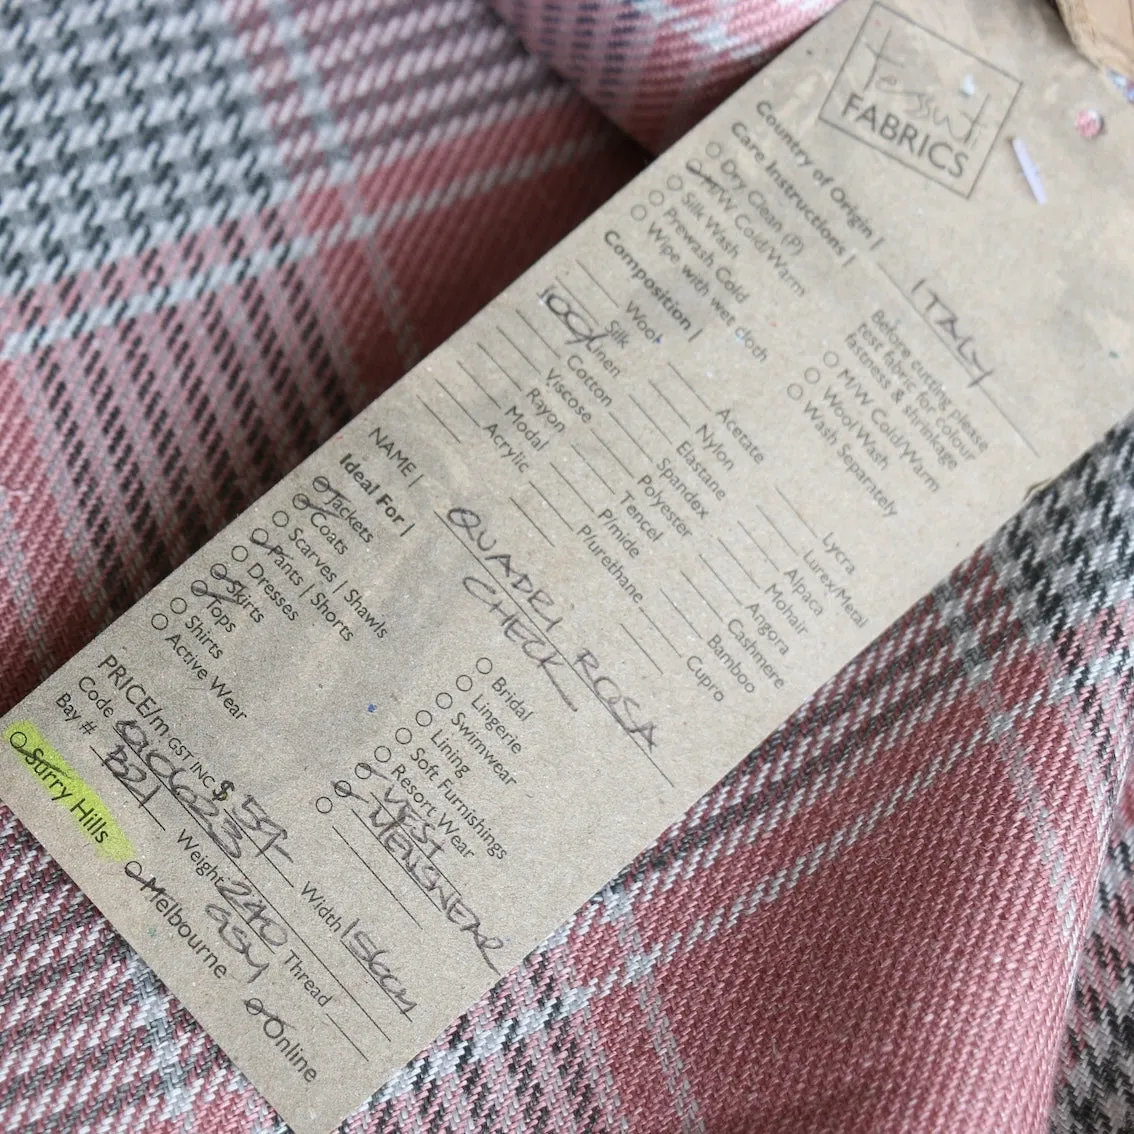 Tessuti
FABRICS
Country of Origin | ITALY
Care Instructions |
Dry Clean (P)
M/W Cold/Warm
Silk Wash
Prewash Cold
Wipe with wet cloth
Before cutting please
test fabric for colour
fastness & shrinkage
M/W Cold/Warm
Wool Wash
Wash Separately
Composition |
Wool
Silk
100% Linen
Cotton
Viscose
Rayon
Modal
Acrylic
Acetate
Nylon
Elastane
Spandex
Polyester
Tencel
P/mide
P/urethane
Lycra
Lurex/Metal
Alpaca
Mohair
Angora
Cashmere
Bamboo
Cupro
NAME | QUADRI ROSA
CHECK
Ideal For |
Jackets
Coats
Scarves | Shawls
Pants | Shorts
Dresses
Skirts
Tops
Shirts
Active Wear
Bridal
Lingerie
Swimwear
Lining
Soft Furnishings
Resort Wear
VEST
MENSWEAR
PRICE/m GST INC $ 59- Width 156cm
Code Weight 240 GSM Thread
Bay # B21
Surry Hills Melbourne Online